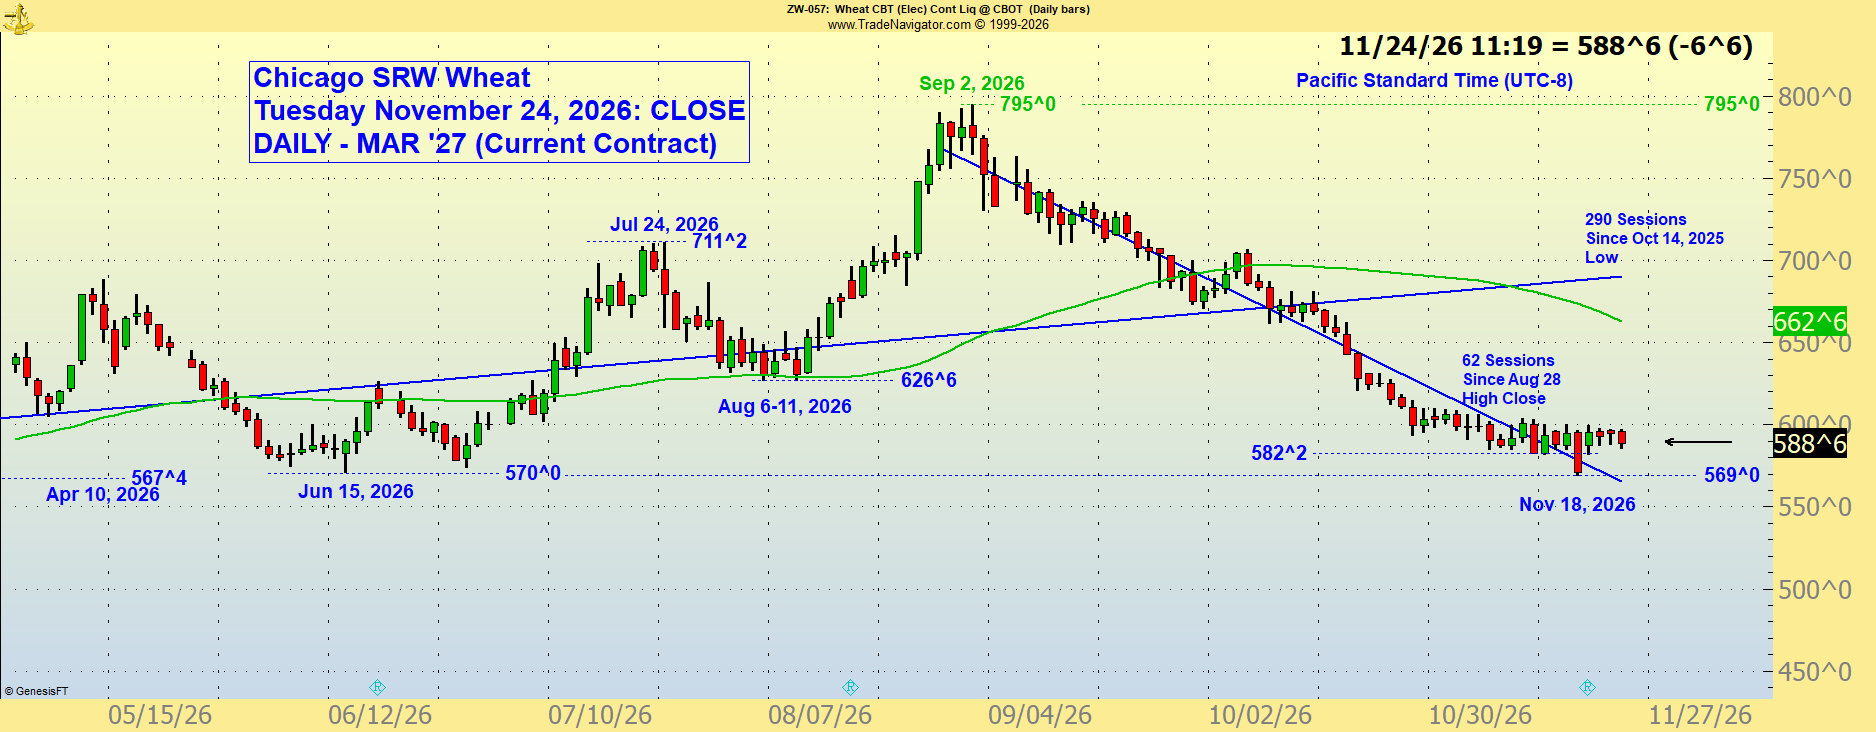 ZW-057: Wheat CBT (Elec) Cont Liq @ CBOT (Daily bars)
www.TradeNavigator.com © 1999-2026
11/24/26 11:19 = 588^6 (-6^6)
Pacific Standard Time (UTC-8)
Chicago SRW Wheat
Tuesday November 24, 2026: CLOSE
DAILY - MAR '27 (Current Contract)
Sep 2, 2026
795^0
795^0
800^0
750^0
Jul 24, 2026
711^2
290 Sessions
Since Oct 14, 2025
Low
700^0
662^6
650^0
62 Sessions
Since Aug 28
High Close
626^6
Aug 6-11, 2026
600^0
588^6
582^2
570^0
569^0
567^4
Apr 10, 2026
Jun 15, 2026
Nov 18, 2026
550^0
500^0
450^0
R
R
R
© GenesisFT
05/15/26
06/12/26
07/10/26
08/07/26
09/04/26
10/02/26
10/30/26
11/27/26